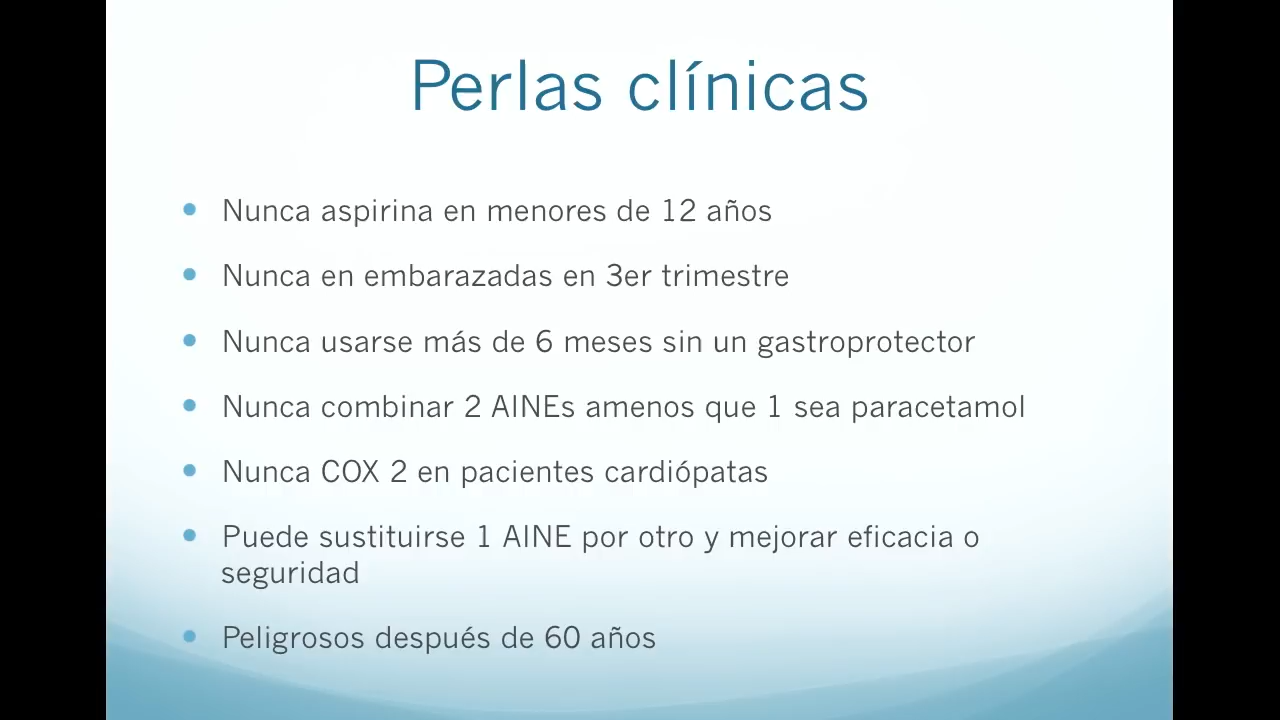 Perlas clínicas
• Nunca aspirina en menores de 12 años
• Nunca en embarazadas en 3er trimestre
• Nunca usarse más de 6 meses sin un gastroprotector
• Nunca combinar 2 AINEs amenos que 1 sea paracetamol
• Nunca COX 2 en pacientes cardiópatas
• Puede sustituirse 1 AINE por otro y mejorar eficacia o
seguridad
• Peligrosos después de 60 años